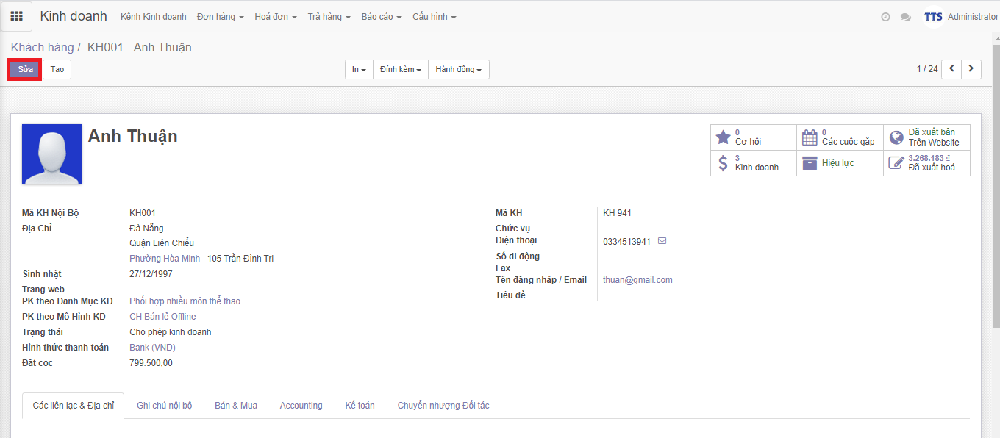 Kinh doanh Kênh Kinh doanh Đơn hàng Hoá đơn Trả hàng Báo cáo Cấu hình TTS Administrator
Khách hàng / KH001 - Anh Thuận
Sửa Tạo In Đính kèm Hành động 1 / 24
Anh Thuận
0 Cơ hội
0 Các cuộc gặp
Đã xuất bản Trên Website
3 Kinh doanh
Hiệu lực
3.268.183 ₫ Đã xuất hoá ...
Mã KH Nội Bộ KH001
Địa Chỉ Đà Nẵng
Quận Liên Chiểu
Phường Hòa Minh 105 Trần Đình Tri
Sinh nhật 27/12/1997
Trang web
PK theo Danh Mục KD Phối hợp nhiều môn thể thao
PK theo Mô Hình KD CH Bán lẻ Offline
Trạng thái Cho phép kinh doanh
Hình thức thanh toán Bank (VND)
Đặt cọc 799.500,00
Mã KH KH 941
Chức vụ
Điện thoại 0334513941
Số di động
Fax
Tên đăng nhập / Email thuan@gmail.com
Tiêu đề
Các liên lạc & Địa chỉ Ghi chú nội bộ Bán & Mua Accounting Kế toán Chuyển nhượng Đối tác